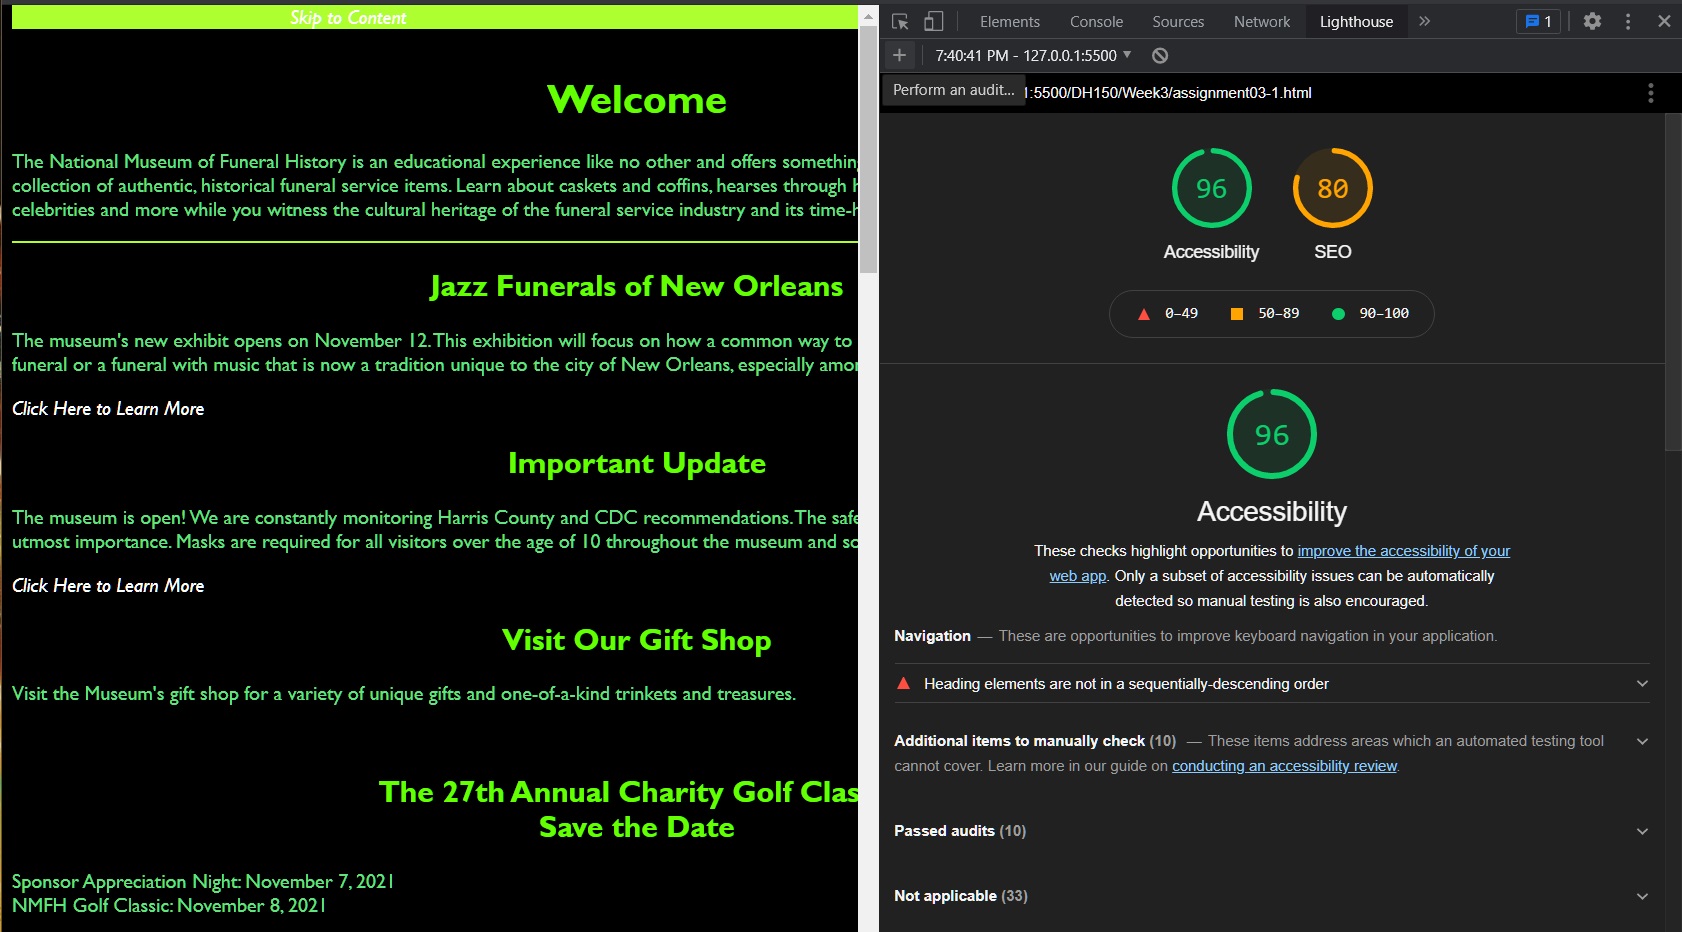 Skip to Content
Welcome
The National Museum of Funeral History is an educational experience like no other and offers something
collection of authentic, historical funeral service items. Learn about caskets and coffins, hearses through
celebrities and more while you witness the cultural heritage of the funeral service industry and its time-h
Jazz Funerals of New Orleans
The museum's new exhibit opens on November 12. This exhibition will focus on how a common way to
funeral or a funeral with music that is now a tradition unique to the city of New Orleans, especially amo
Click Here to Learn More
Important Update
The museum is open! We are constantly monitoring Harris County and CDC recommendations. The safe
utmost importance. Masks are required for all visitors over the age of 10 throughout the museum and so
Click Here to Learn More
Visit Our Gift Shop
Visit the Museum's gift shop for a variety of unique gifts and one-of-a-kind trinkets and treasures.
The 27th Annual Charity Golf Clas
Save the Date
Sponsor Appreciation Night: November 7, 2021
NMFH Golf Classic: November 8, 2021
Elements Console Sources Network Lighthouse » 1
7:40:41 PM - 127.0.0.1:5500
Perform an audit... 1:5500/DH150/Week3/assignment03-1.html
96 80
Accessibility SEO
0–49 50–89 90–100
96
Accessibility
These checks highlight opportunities to improve the accessibility of your
web app. Only a subset of accessibility issues can be automatically
detected so manual testing is also encouraged.
Navigation — These are opportunities to improve keyboard navigation in your application.
Heading elements are not in a sequentially-descending order
Additional items to manually check (10) — These items address areas which an automated testing tool
cannot cover. Learn more in our guide on conducting an accessibility review.
Passed audits (10)
Not applicable (33)